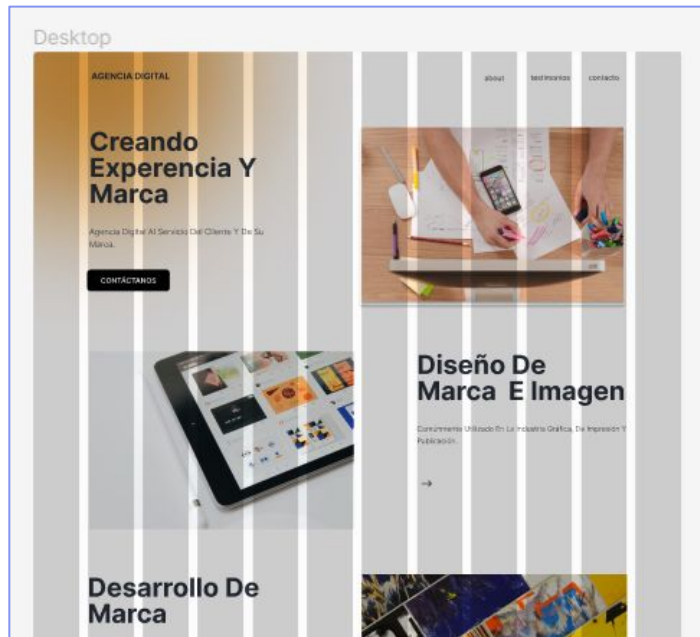 Desktop
AGENCIA DIGITAL
about testimonios contacto
Creando
Experencia Y
Marca
Agencia Digital Al Servicio Del Cliente Y De Su
Marca.
CONTÁCTANOS
Diseño De
Marca E Imagen
Comúnmente Utilizado En La Industria Gráfica, De Impresión Y
Publicación.
→
Desarrollo De
Marca